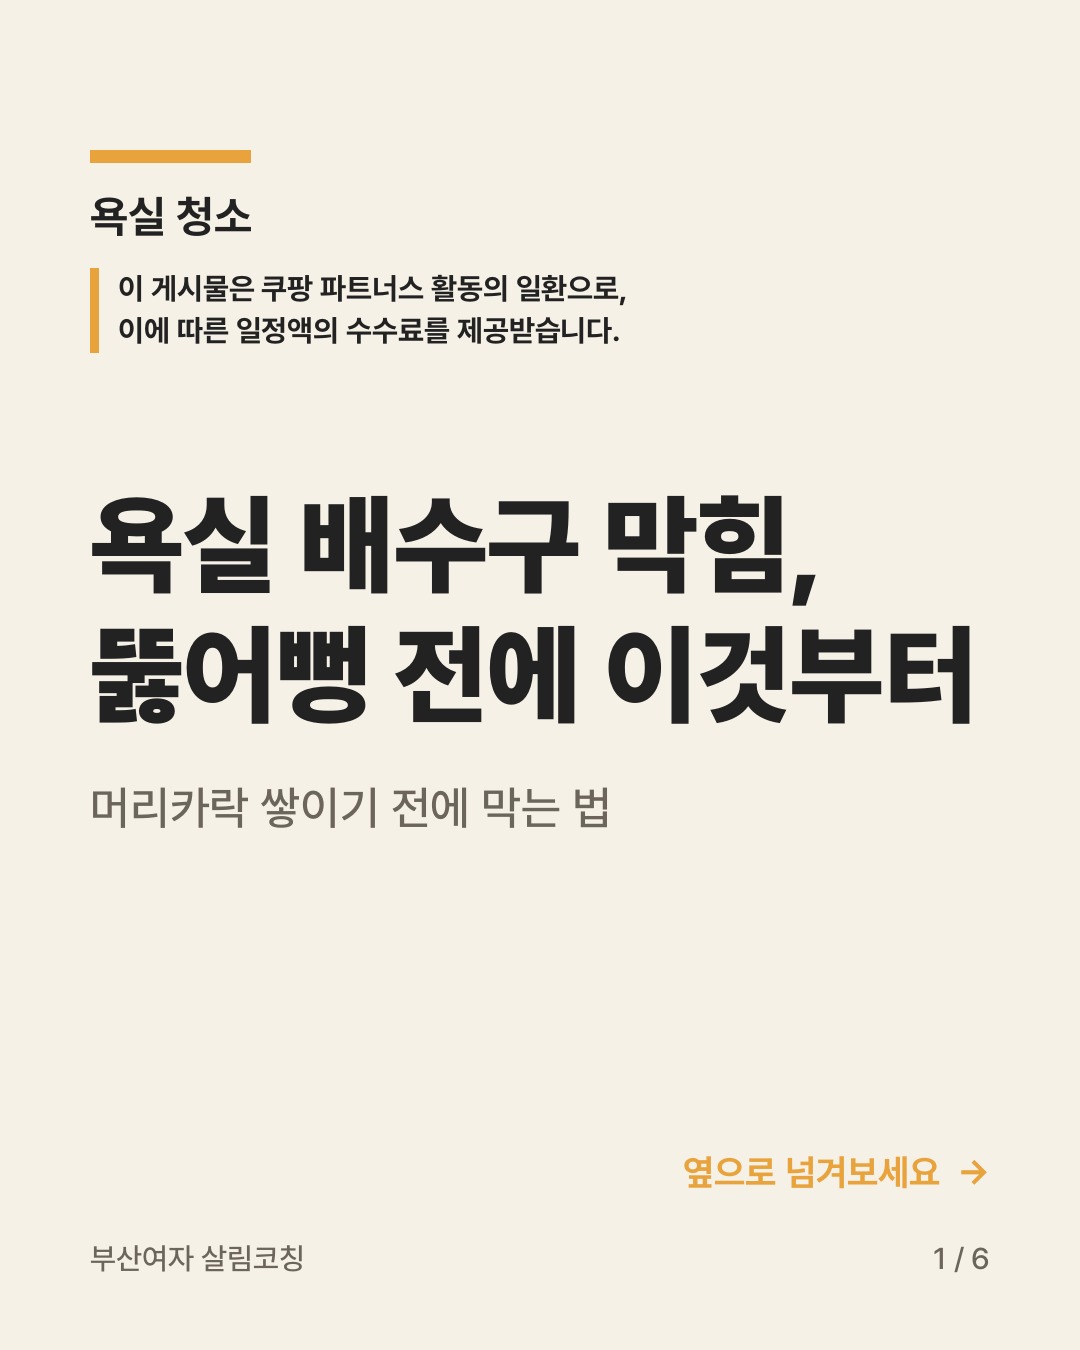 욕실 청소
이 게시물은 쿠팡 파트너스 활동의 일환으로,
이에 따른 일정액의 수수료를 제공받습니다.
욕실 배수구 막힘,
뚫어뻥 전에 이것부터
머리카락 쌓이기 전에 막는 법
옆으로 넘겨보세요 →
부산여자 살림코칭
1 / 6